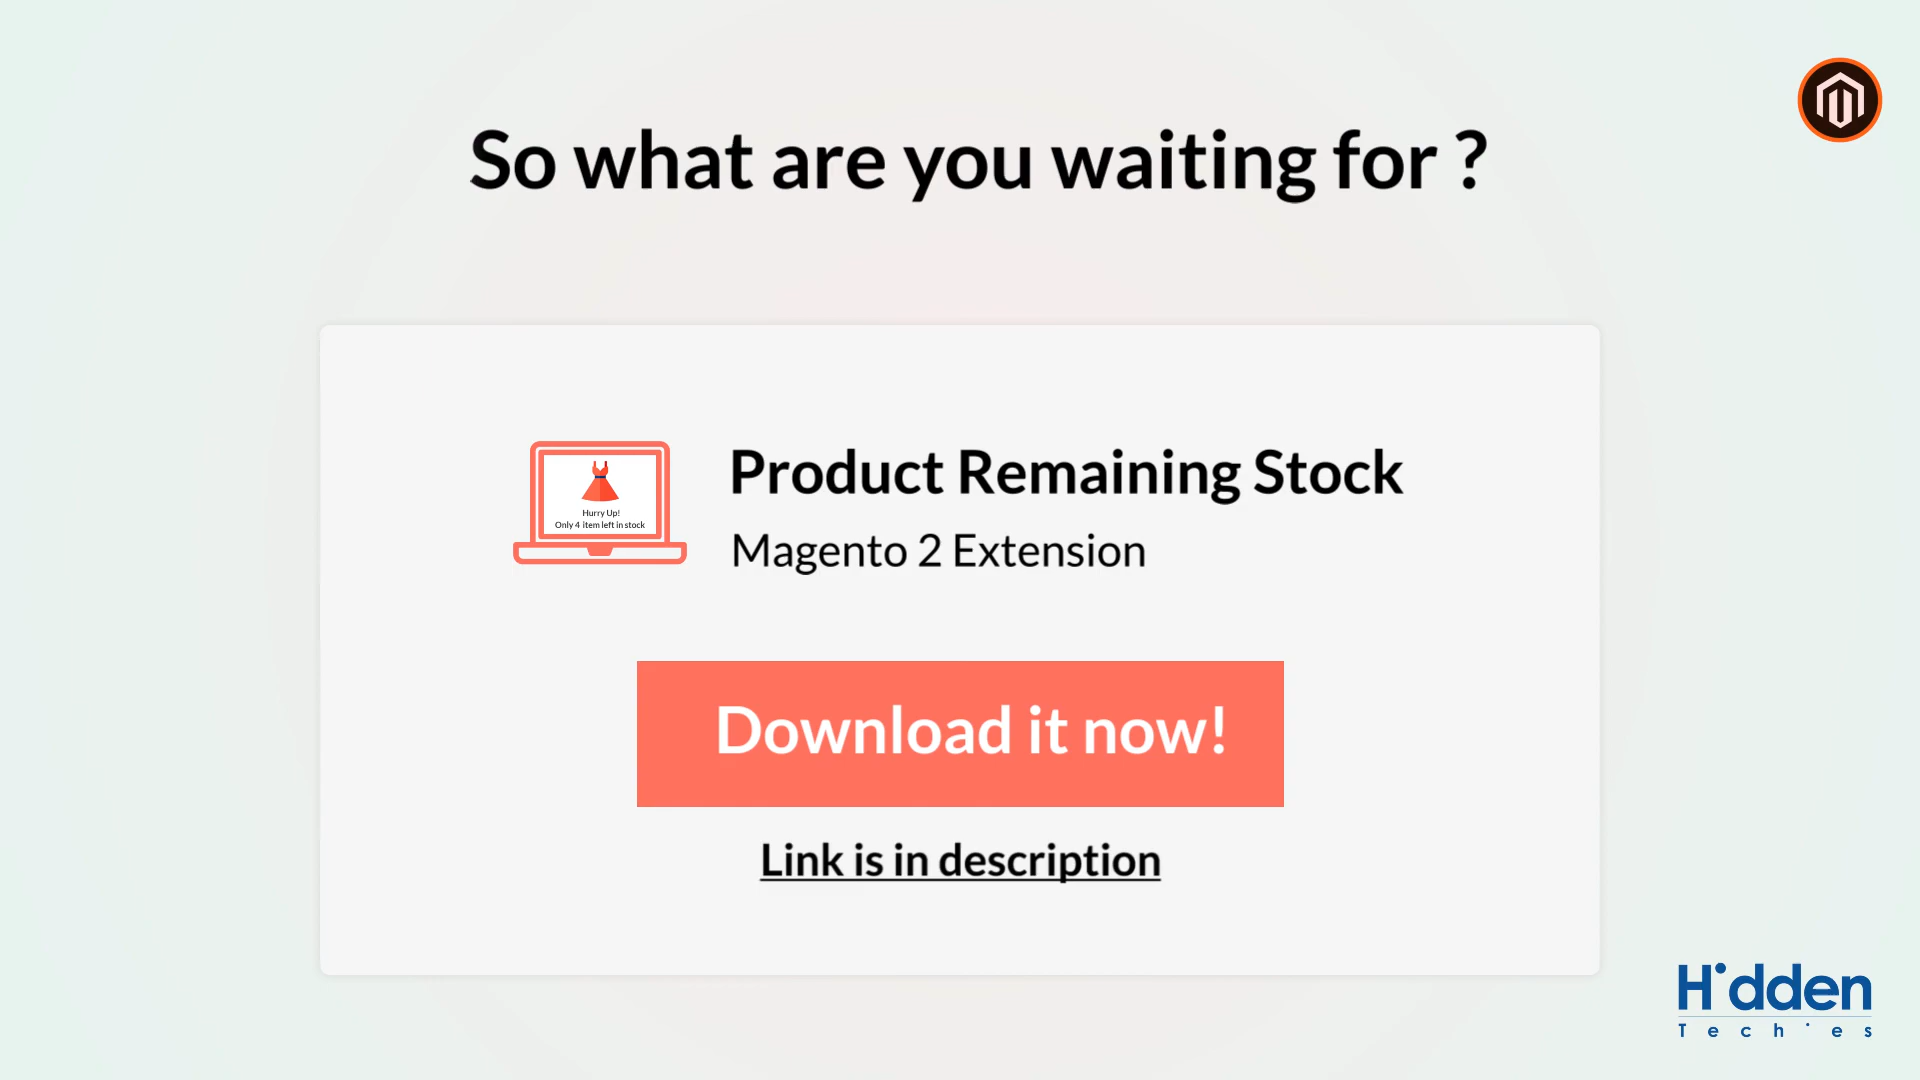 So what are you waiting for ?
Hurry Up!
Only 4 item left in stock
Product Remaining Stock
Magento 2 Extension
Download it now!
Link is in description
Hidden
Techies